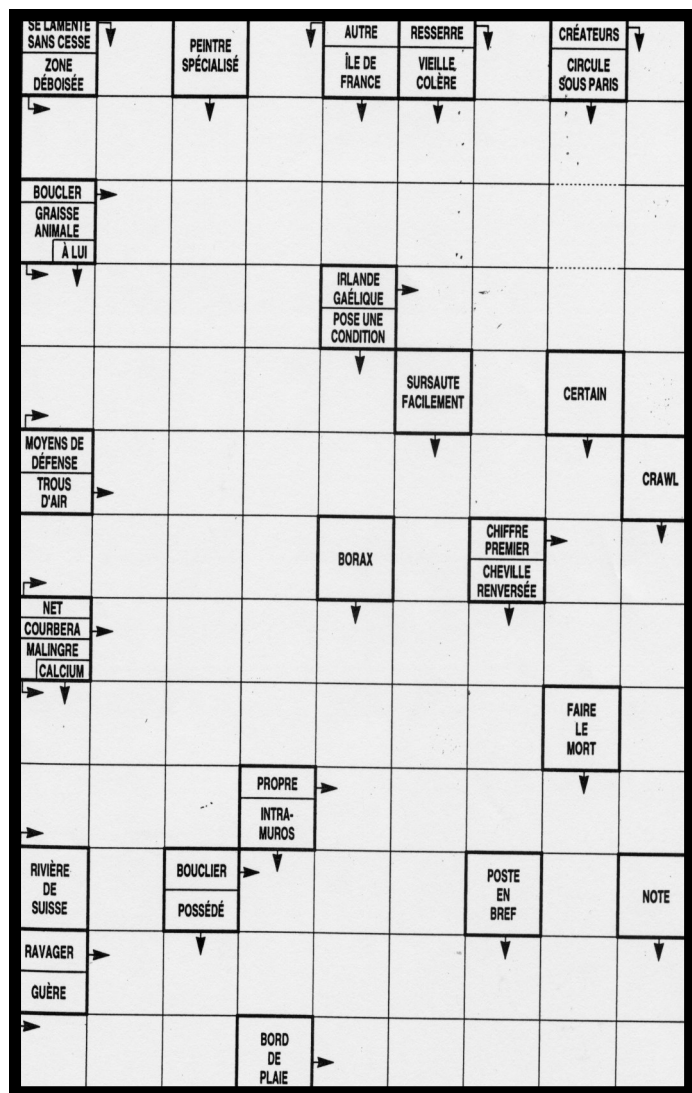 SE LAMENTE
SANS CESSE
ZONE
DÉBOISÉE
PEINTRE
SPÉCIALISÉ
AUTRE
ÎLE DE
FRANCE
RESSERRE
VIEILLE
COLÈRE
CRÉATEURS
CIRCULE
SOUS PARIS
BOUCLER
GRAISSE
ANIMALE
À LUI
IRLANDE
GAÉLIQUE
POSE UNE
CONDITION
SURSAUTE
FACILEMENT
CERTAIN
MOYENS DE
DÉFENSE
TROUS
D'AIR
CRAWL
BORAX
CHIFFRE
PREMIER
CHEVILLE
RENVERSÉE
NET
COURBERA
MALINGRE
CALCIUM
FAIRE
LE
MORT
PROPRE
INTRA-
MUROS
RIVIÈRE
DE
SUISSE
BOUCLIER
POSSÉDÉ
POSTE
EN
BREF
NOTE
RAVAGER
GUÈRE
BORD
DE
PLAIE